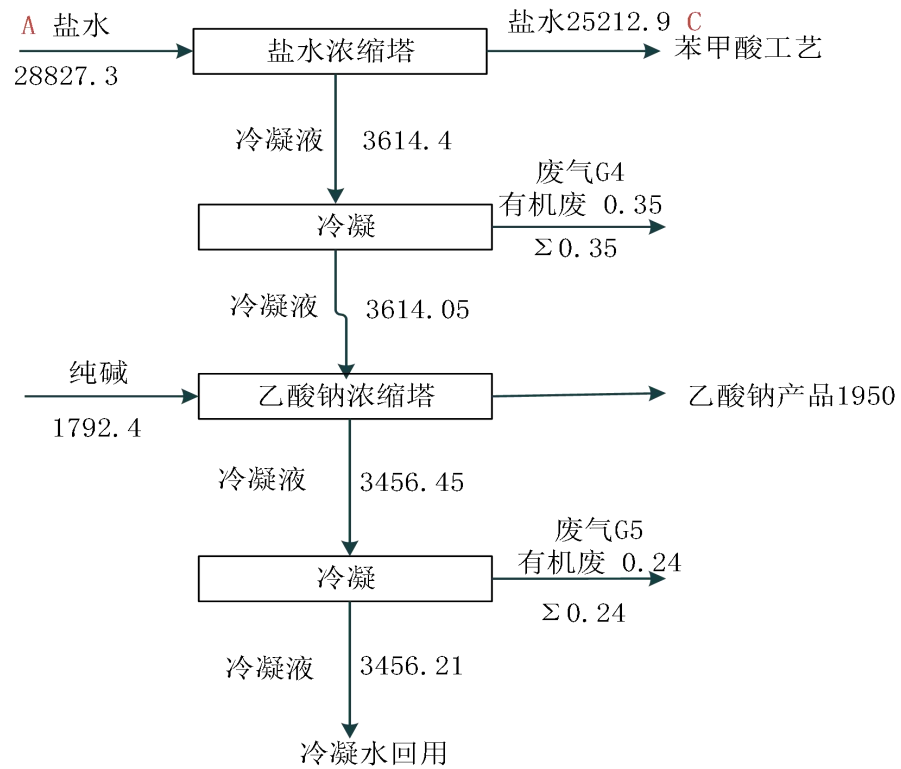 A 盐水
28827.3
盐水浓缩塔
盐水25212.9 C
苯甲酸工艺
冷凝液 3614.4
废气G4
有机废 0.35
Σ0.35
冷凝
冷凝液 3614.05
纯碱
1792.4
乙酸钠浓缩塔
乙酸钠产品1950
冷凝液 3456.45
废气G5
有机废 0.24
Σ0.24
冷凝
冷凝液 3456.21
冷凝水回用